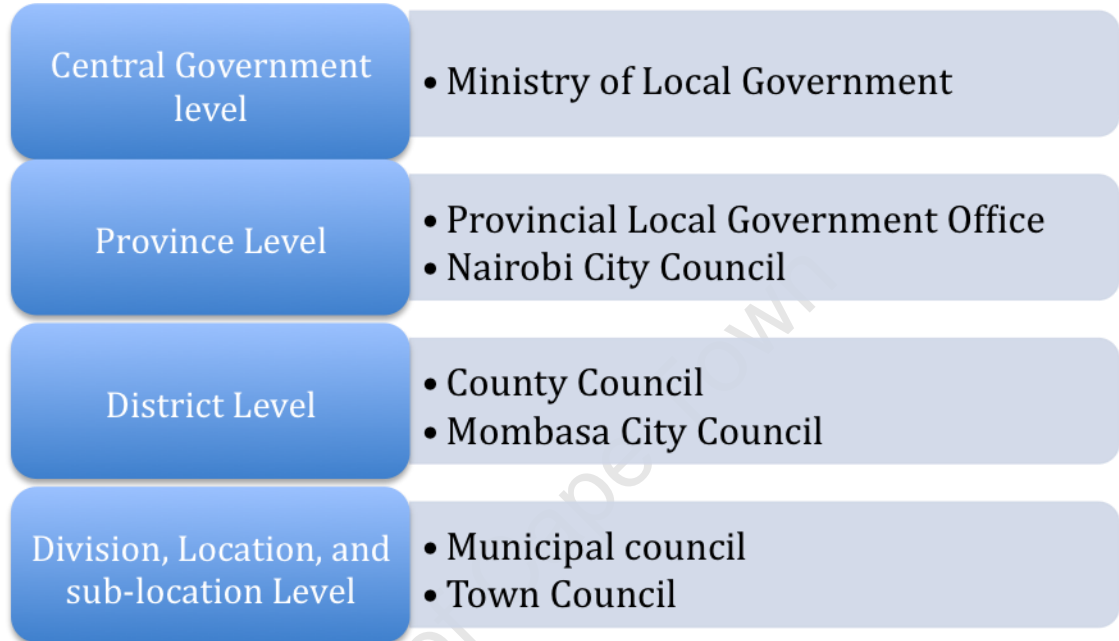 Central Government
level
• Ministry of Local Government
Province Level
• Provincial Local Government Office
• Nairobi City Council
District Level
• County Council
• Mombasa City Council
Division, Location, and
sub-location Level
• Municipal council
• Town Council